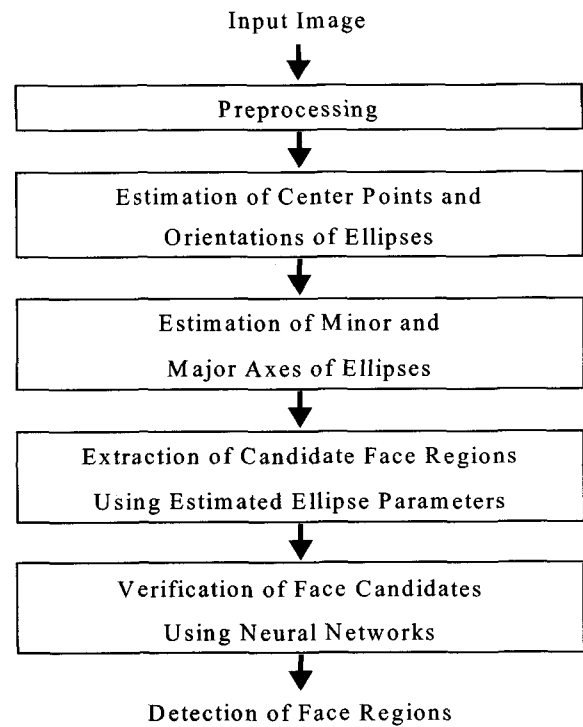 Input Image
Preprocessing
Estimation of Center Points and
Orientations of Ellipses
Estimation of Minor and
Major Axes of Ellipses
Extraction of Candidate Face Regions
Using Estimated Ellipse Parameters
Verification of Face Candidates
Using Neural Networks
Detection of Face Regions